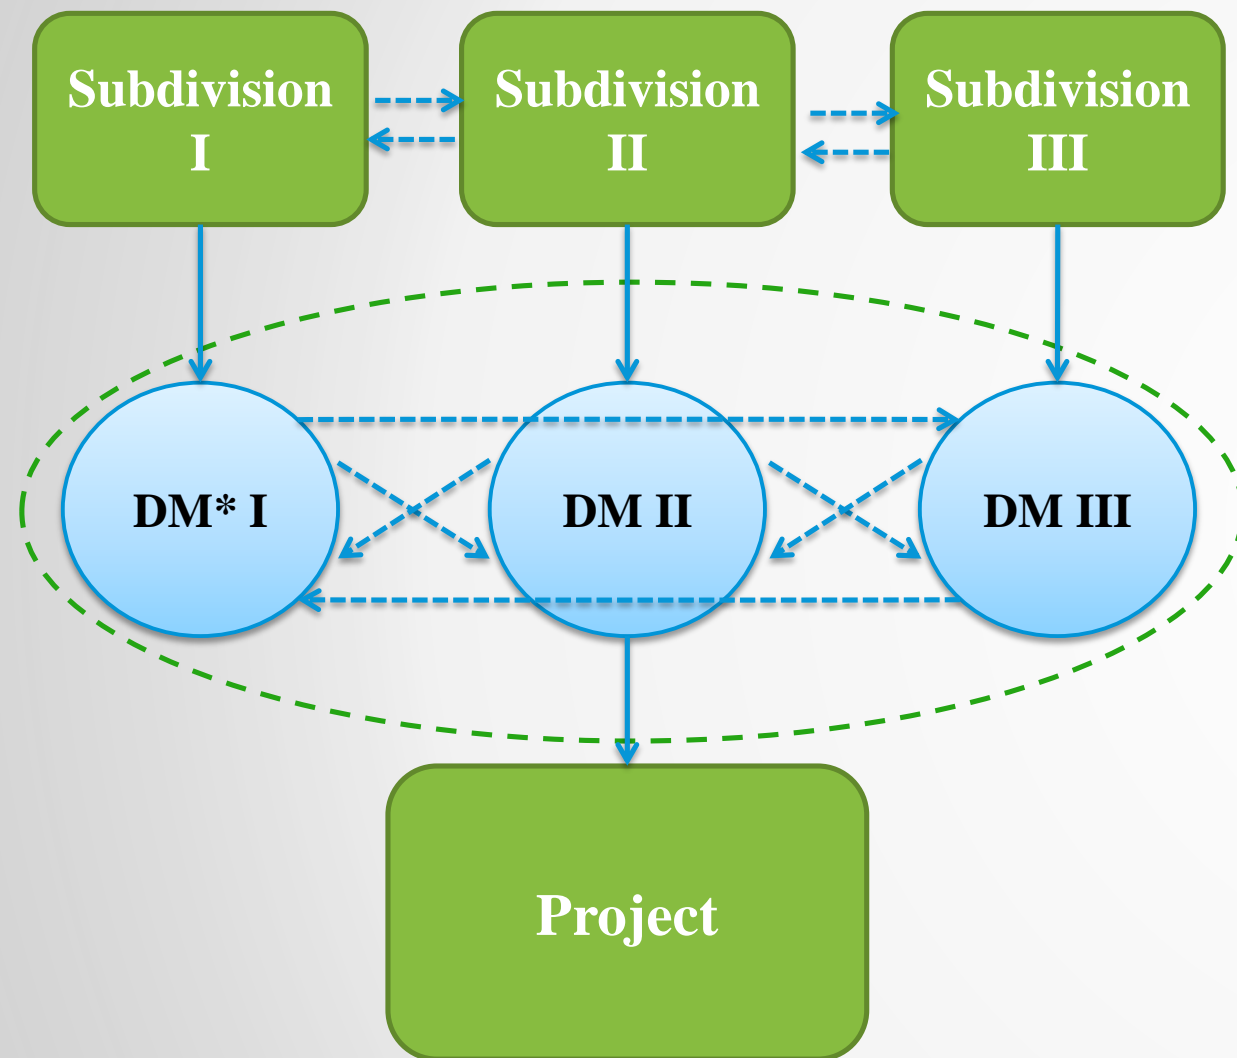 Subdivision
I
Subdivision
II
Subdivision
III
DM* I
DM II
DM III
Project